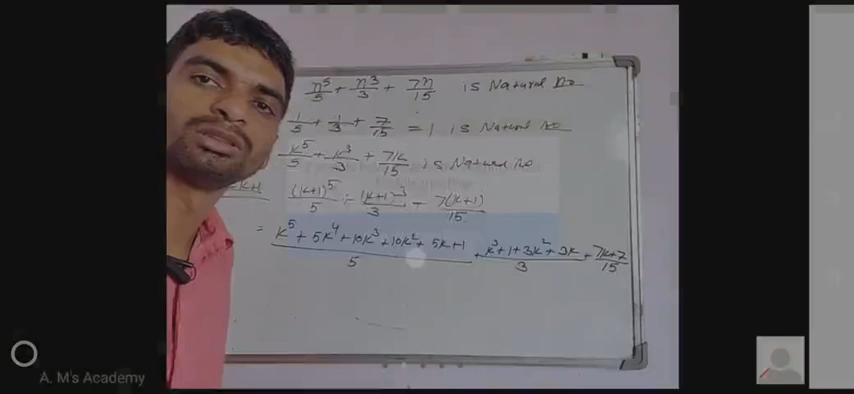 n⁵/5 + n³/3 + 7n/15 is Natural no
1/5 + 1/3 + 7/15 = 1 is Natural no
k⁵/5 + k³/3 + 7k/15 is Natural no
k+1 (k+1)⁵/5 + (k+1)³/3 + 7(k+1)/15
= k⁵ + 5k⁴ + 10k³ + 10k² + 5k + 1/5 + k³ + 1 + 3k² + 3k/3 + 7k+7/15
A. M's Academy